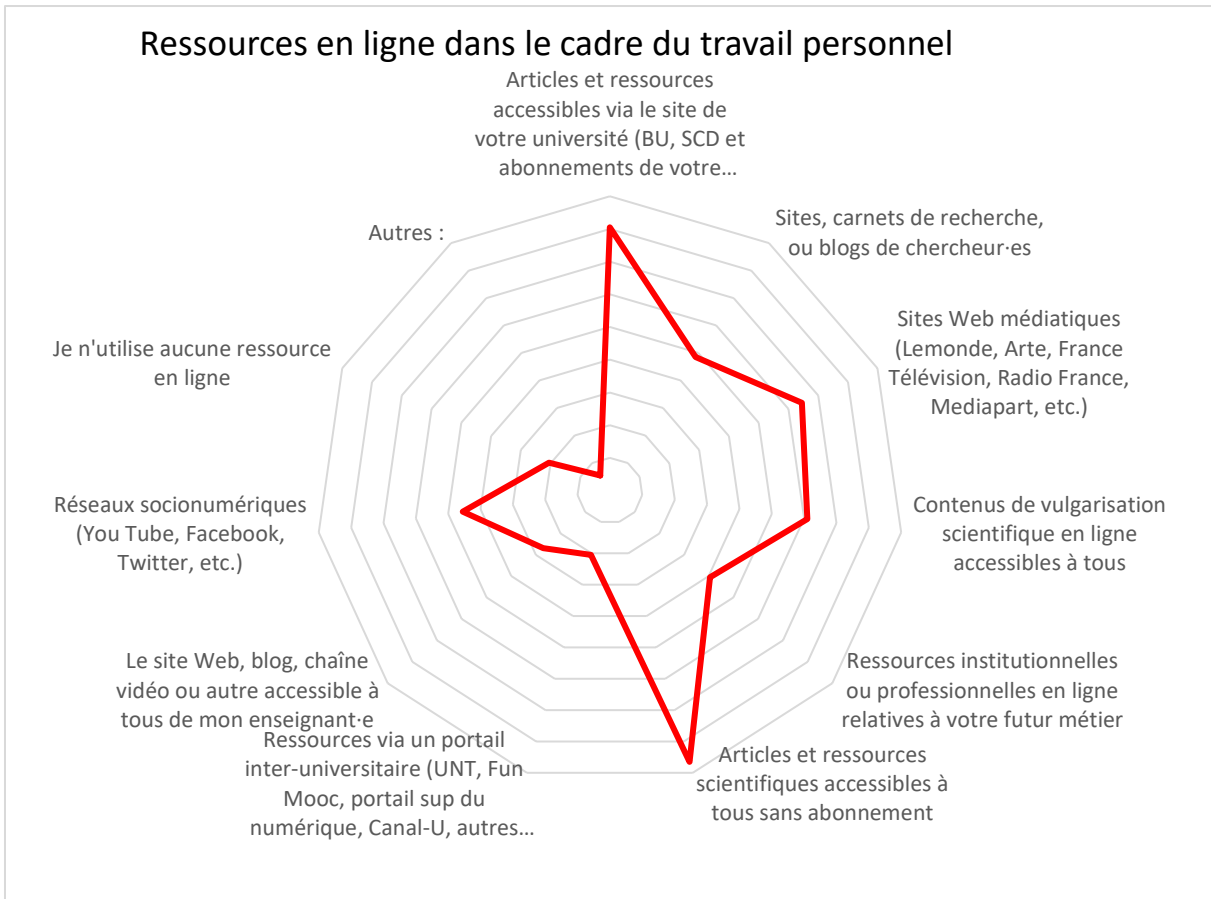 Ressources en ligne dans le cadre du travail personnel
Articles et ressources
accessibles via le site de
votre université (BU, SCD et
abonnements de votre…
Sites, carnets de recherche,
ou blogs de chercheur·es
Sites Web médiatiques
(Lemonde, Arte, France
Télévision, Radio France,
Mediapart, etc.)
Contenus de vulgarisation
scientifique en ligne
accessibles à tous
Ressources institutionnelles
ou professionnelles en ligne
relatives à votre futur métier
Articles et ressources
scientifiques accessibles à
tous sans abonnement
Ressources via un portail
inter-universitaire (UNT, Fun
Mooc, portail sup du
numérique, Canal-U, autres…
Le site Web, blog, chaîne
vidéo ou autre accessible à
tous de mon enseignant·e
Réseaux socionumériques
(You Tube, Facebook,
Twitter, etc.)
Je n'utilise aucune ressource
en ligne
Autres :